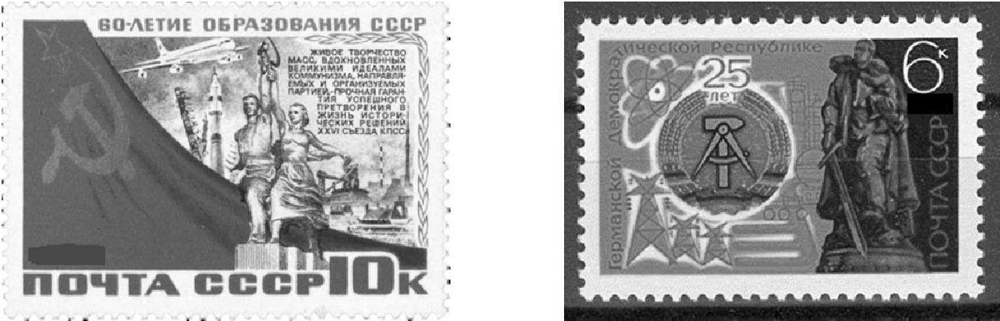 60-ЛЕТИЕ ОБРАЗОВАНИЯ СССР
ЖИВОЕ ТВОРЧЕСТВО
МАСС, ВДОХНОВЛЕННЫХ
ВЕЛИКИМИ ИДЕАЛАМИ
КОММУНИЗМА, НАПРАВЛЯ-
ЕМЫХ И ОРГАНИЗУЕМЫХ
ПАРТИЕЙ,-ПРОЧНАЯ ГАРАН-
ТИЯ УСПЕШНОГО
ПРЕТВОРЕНИЯ В
ЖИЗНЬ ИСТОРИ-
ЧЕСКИХ РЕШЕНИЙ
XXVI СЪЕЗДА КПСС
ПОЧТА СССР 10К
Германской Демократической Республике
25
лет
6к
ПОЧТА СССР